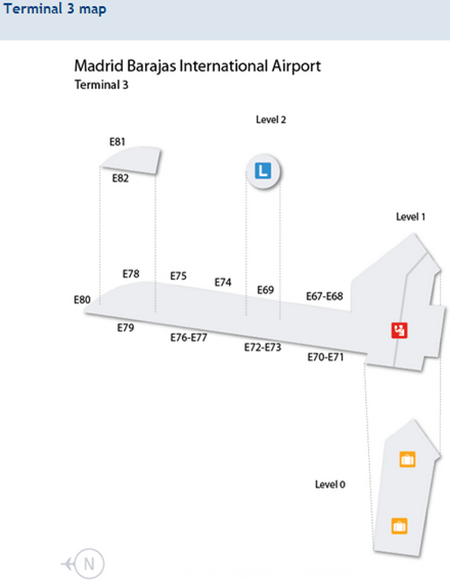 Terminal 3 map
Madrid Barajas International Airport
Terminal 3
Level 2
E81
L
E82
Level 1
E78
E75
E74
E69
E67-E68
E80
E79
E76-E77
E72-E73
E70-E71
Level 0
N